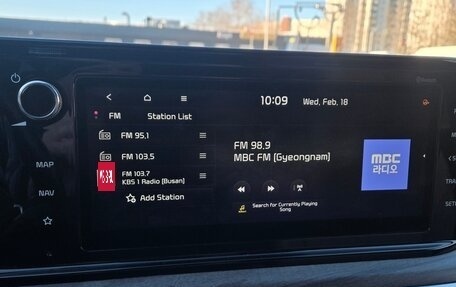 10:09 Wed, Feb, 18
FM Station List
FM 95.1
FM 103.5
FM 103.7
KBS 1 Radio [Busan]
Add Station
FM 98.9
MBC FM [Gyeongnam]
Search for Currently Playing
Song
MBC
라디오
MAP
NAV